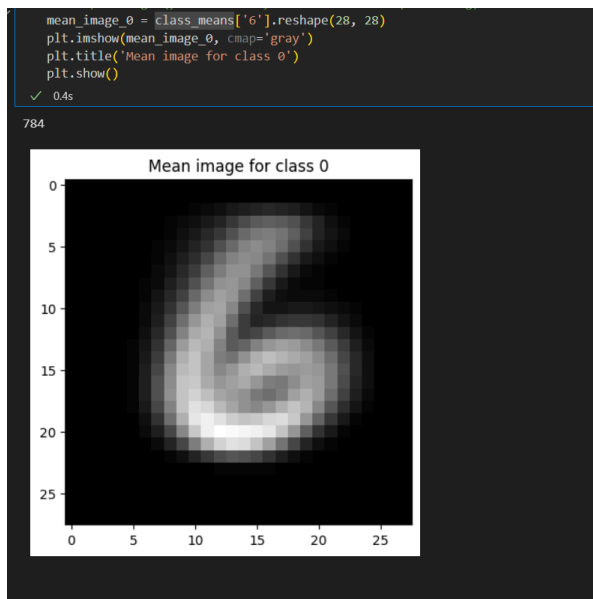 mean_image_0 = class_means['6'].reshape(28, 28)
plt.imshow(mean_image_0, cmap='gray')
plt.title('Mean image for class 0')
plt.show()
0.4s
784
Mean image for class 0
0
5
10
15
20
25
0 5 10 15 20 25